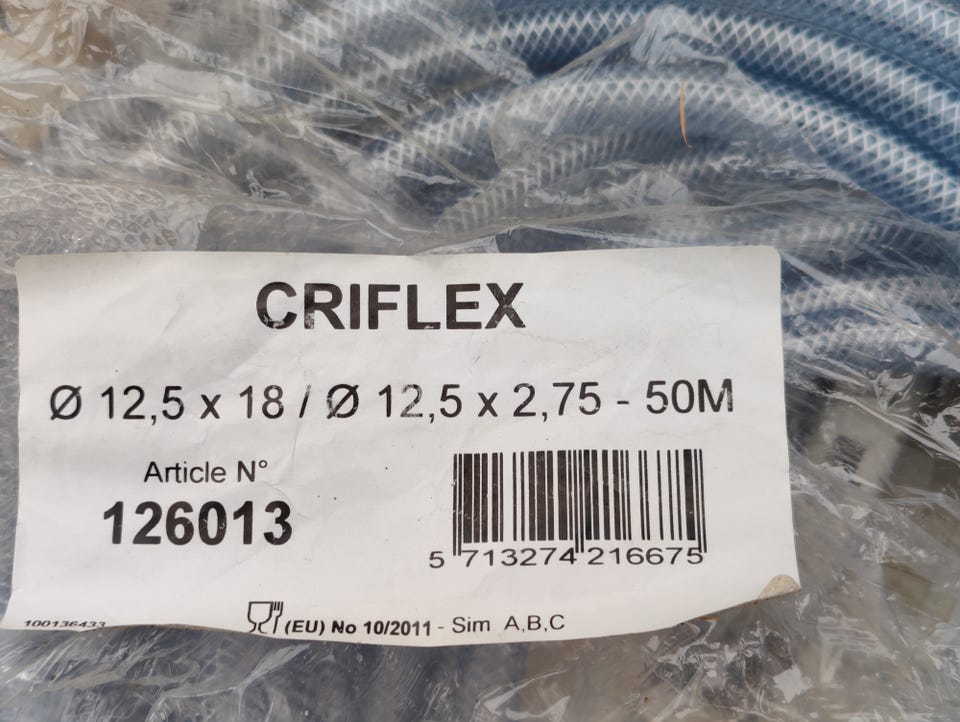 CRIFLEX
Ø 12,5 x 18 / Ø 12,5 x 2,75 - 50M
Article N°
126013
5 713274 216675
100136433
(EU) No 10/2011 - Sim A,B,C